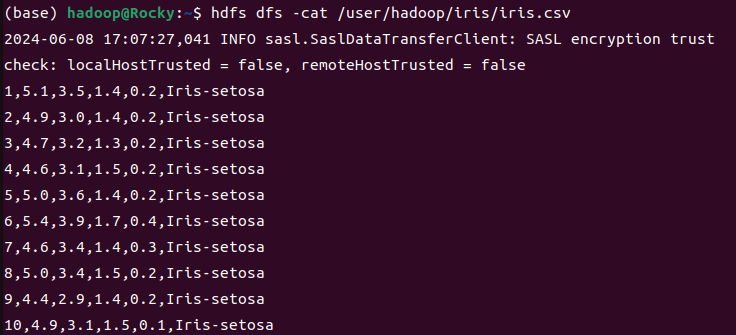 (base) hadoop@Rocky:~$ hdfs dfs -cat /user/hadoop/iris/iris.csv
2024-06-08 17:07:27,041 INFO sasl.SaslDataTransferClient: SASL encryption trust
check: localHostTrusted = false, remoteHostTrusted = false
1,5.1,3.5,1.4,0.2,Iris-setosa
2,4.9,3.0,1.4,0.2,Iris-setosa
3,4.7,3.2,1.3,0.2,Iris-setosa
4,4.6,3.1,1.5,0.2,Iris-setosa
5,5.0,3.6,1.4,0.2,Iris-setosa
6,5.4,3.9,1.7,0.4,Iris-setosa
7,4.6,3.4,1.4,0.3,Iris-setosa
8,5.0,3.4,1.5,0.2,Iris-setosa
9,4.4,2.9,1.4,0.2,Iris-setosa
10,4.9,3.1,1.5,0.1,Iris-setosa